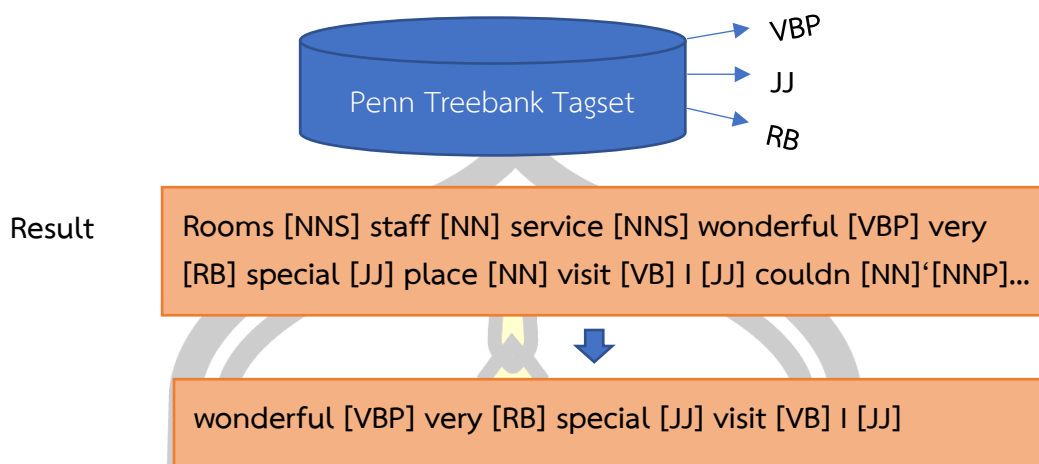 VBP
Penn Treebank Tagset
JJ
RB
Result
Rooms [NNS] staff [NN] service [NNS] wonderful [VBP] very
[RB] special [JJ] place [NN] visit [VB] I [JJ] couldn [NN]‘[NNP]...
wonderful [VBP] very [RB] special [JJ] visit [VB] I [JJ]